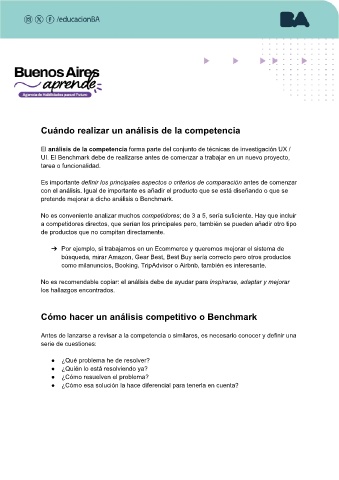 /educacionBA
BA
Buenos Aires
aprende
Agencia de Habilidades para el Futuro
Cuándo realizar un análisis de la competencia
El análisis de la competencia forma parte del conjunto de técnicas de investigación UX /
UI. El Benchmark debe de realizarse antes de comenzar a trabajar en un nuevo proyecto,
tarea o funcionalidad.
Es importante definir los principales aspectos o criterios de comparación antes de comenzar
con el análisis. Igual de importante es añadir el producto que se está diseñando o que se
pretende mejorar a dicho análisis o Benchmark.
No es conveniente analizar muchos competidores; de 3 a 5, sería suficiente. Hay que incluir
a competidores directos, que serían los principales pero, también se pueden añadir otro tipo
de productos que no compitan directamente.
➔ Por ejemplo, si trabajamos en un Ecommerce y queremos mejorar el sistema de
búsqueda, mirar Amazon, Gear Best, Best Buy sería correcto pero otros productos
como milanuncios, Booking, TripAdvisor o Airbnb, también es interesante.
No es recomendable copiar: el análisis debe de ayudar para inspirarse, adaptar y mejorar
los hallazgos encontrados.
Cómo hacer un análisis competitivo o Benchmark
Antes de lanzarse a revisar a la competencia o similares, es necesario conocer y definir una
serie de cuestiones:
● ¿Qué problema he de resolver?
● ¿Quién lo está resolviendo ya?
● ¿Cómo resuelven el problema?
● ¿Cómo esa solución la hace diferencial para tenerla en cuenta?